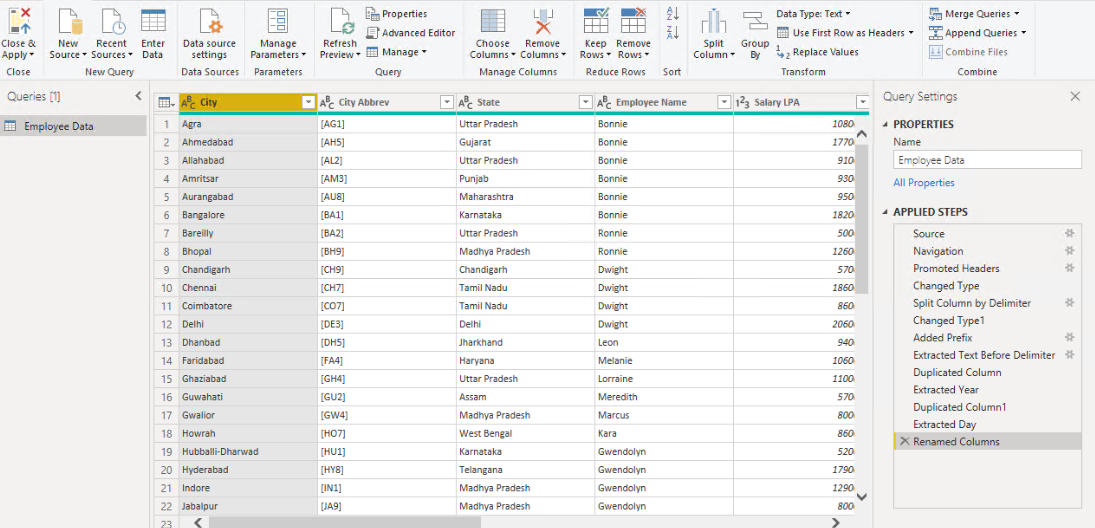 Close & Apply
Close
New Source
Recent Sources
Enter Data
New Query
Data source settings
Data Sources
Manage Parameters
Parameters
Refresh Preview
Properties
Advanced Editor
Manage
Query
Choose Columns
Remove Columns
Manage Columns
Keep Rows
Remove Rows
Reduce Rows
Sort
Split Column
Group By
Data Type: Text
Use First Row as Headers
Replace Values
Transform
Merge Queries
Append Queries
Combine Files
Combine
Queries [1]
Employee Data
City City Abbrev State Employee Name Salary LPA
1 Agra [AG1] Uttar Pradesh Bonnie 1080
2 Ahmedabad [AH5] Gujarat Bonnie 1770
3 Allahabad [AL2] Uttar Pradesh Bonnie 910
4 Amritsar [AM3] Punjab Bonnie 930
5 Aurangabad [AU8] Maharashtra Bonnie 950
6 Bangalore [BA1] Karnataka Bonnie 1820
7 Bareilly [BA2] Uttar Pradesh Ronnie 500
8 Bhopal [BH9] Madhya Pradesh Ronnie 1260
9 Chandigarh [CH9] Chandigarh Dwight 570
10 Chennai [CH7] Tamil Nadu Dwight 1860
11 Coimbatore [CO7] Tamil Nadu Dwight 860
12 Delhi [DE3] Delhi Dwight 2060
13 Dhanbad [DH5] Jharkhand Leon 940
14 Faridabad [FA4] Haryana Melanie 1060
15 Ghaziabad [GH4] Uttar Pradesh Lorraine 1100
16 Guwahati [GU2] Assam Meredith 570
17 Gwalior [GW4] Madhya Pradesh Marcus 800
18 Howrah [HO7] West Bengal Kara 860
19 Hubballi-Dharwad [HU1] Karnataka Gwendolyn 520
20 Hyderabad [HY8] Telangana Gwendolyn 1790
21 Indore [IN1] Madhya Pradesh Gwendolyn 1290
22 Jabalpur [JA9] Madhya Pradesh Gwendolyn 800
23
Query Settings
PROPERTIES
Name
Employee Data
All Properties
APPLIED STEPS
Source
Navigation
Promoted Headers
Changed Type
Split Column by Delimiter
Changed Type1
Added Prefix
Extracted Text Before Delimiter
Duplicated Column
Extracted Year
Duplicated Column1
Extracted Day
Renamed Columns